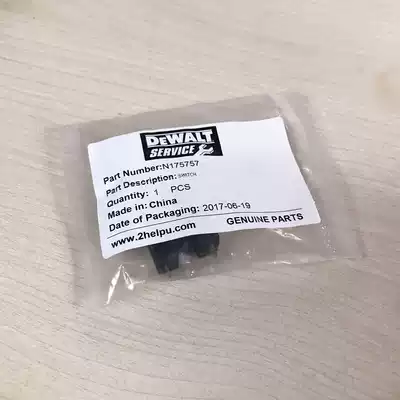 DEWALT
SERVICE
Part Number:N175757
Part Description:SWITCH
Quantity: 1 PCS
Made in: China
Date of Packaging: 2017-06-19
www.2helpu.com GENUINE PARTS